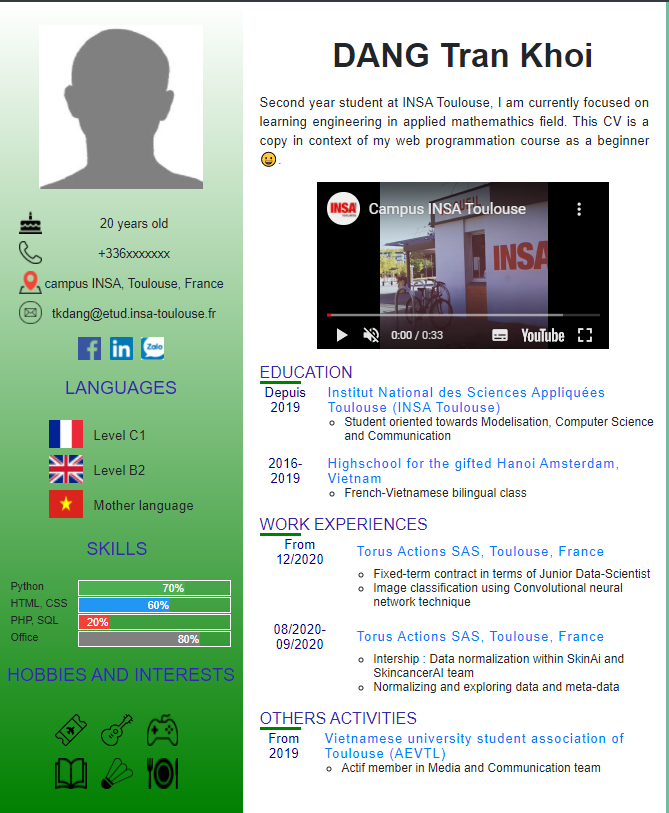 20 years old
+336xxxxxxx
campus INSA, Toulouse, France
tkdang@etud.insa-toulouse.fr
f in Zalo
LANGUAGES
Level C1
Level B2
Mother language
SKILLS
Python 70%
HTML, CSS 60%
PHP, SQL 20%
Office 80%
HOBBIES AND INTERESTS
DANG Tran Khoi
Second year student at INSA Toulouse, I am currently focused on
learning engineering in applied mathemathics field. This CV is a
copy in context of my web programmation course as a beginner
😀.
INSA Campus INSA Toulouse
ACCUEIL
INSA
0:00 / 0:33 YouTube
EDUCATION
Depuis
2019
Institut National des Sciences Appliquées
Toulouse (INSA Toulouse)
Student oriented towards Modelisation, Computer Science
and Communication
2016-
2019
Highschool for the gifted Hanoi Amsterdam,
Vietnam
French-Vietnamese bilingual class
WORK EXPERIENCES
From
12/2020
Torus Actions SAS, Toulouse, France
Fixed-term contract in terms of Junior Data-Scientist
Image classification using Convolutional neural
network technique
08/2020-
09/2020
Torus Actions SAS, Toulouse, France
Intership : Data normalization within SkinAi and
SkincancerAI team
Normalizing and exploring data and meta-data
OTHERS ACTIVITIES
From
2019
Vietnamese university student association of
Toulouse (AEVTL)
Actif member in Media and Communication team